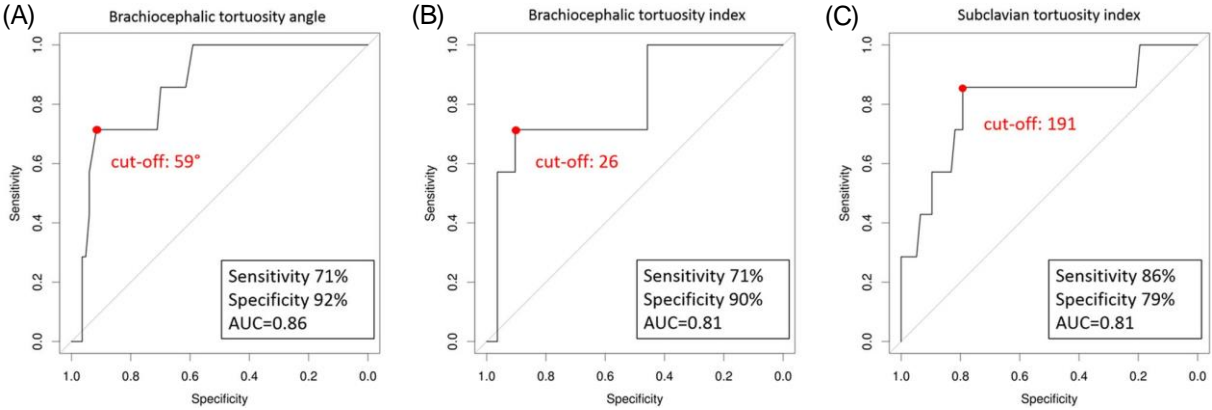 (A)
Brachiocephalic tortuosity angle
Sensitivity
1.0
0.8
0.6
0.4
0.2
0.0
cut-off: 59°
Sensitivity 71%
Specificity 92%
AUC=0.86
1.0 0.8 0.6 0.4 0.2 0.0
Specificity
(B)
Brachiocephalic tortuosity index
Sensitivity
1.0
0.8
0.6
0.4
0.2
0.0
cut-off: 26
Sensitivity 71%
Specificity 90%
AUC=0.81
1.0 0.8 0.6 0.4 0.2 0.0
Specificity
(C)
Subclavian tortuosity index
Sensitivity
1.0
0.8
0.6
0.4
0.2
0.0
cut-off: 191
Sensitivity 86%
Specificity 79%
AUC=0.81
1.0 0.8 0.6 0.4 0.2 0.0
Specificity